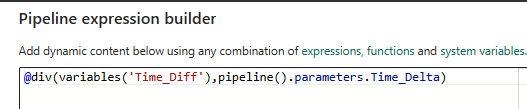 Pipeline expression builder
Add dynamic content below using any combination of expressions, functions and system variables.
@div(variables('Time_Diff'),pipeline().parameters.Time_Delta)